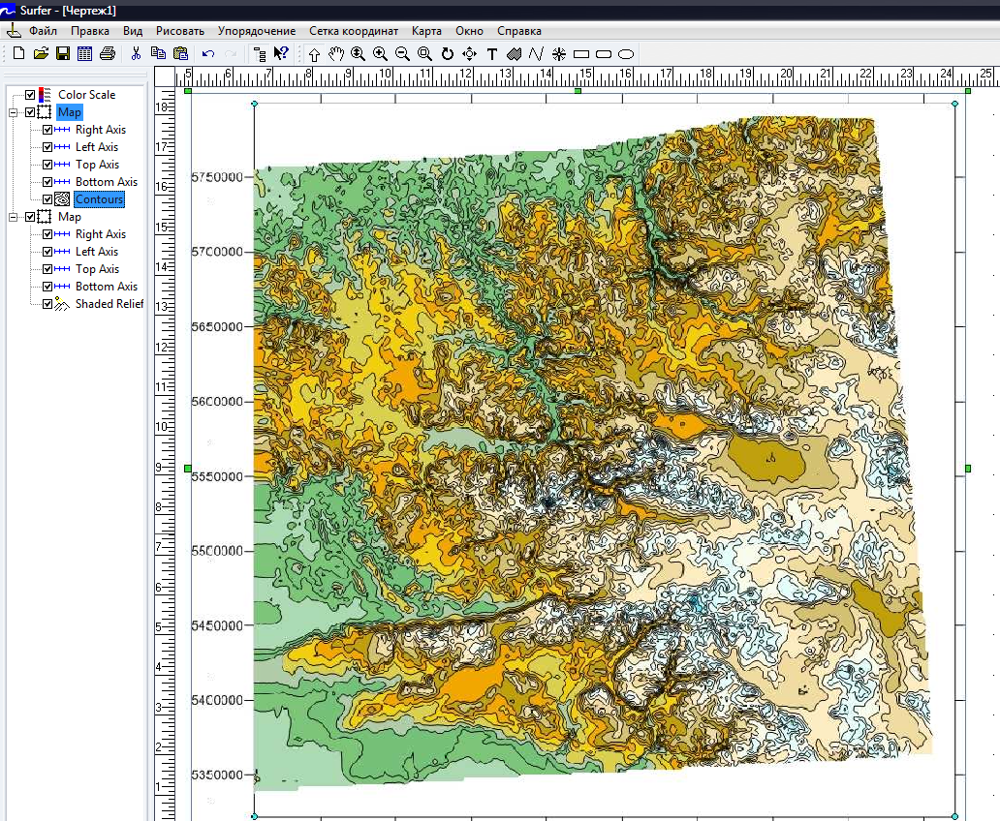 Surfer - [Чертеж1]
Файл Правка Вид Рисовать Упорядочение Сетка координат Карта Окно Справка
5 6 7 8 9 10 11 12 13 14 15 16 17 18 19 20 21 22 23 24 25
Color Scale
Map
Right Axis
Left Axis
Top Axis
Bottom Axis
Contours
Map
Right Axis
Left Axis
Top Axis
Bottom Axis
Shaded Relief
18
17
16
15
14
13
12
11
10
9
8
7
6
5
4
3
2
1
5750000
5700000
5650000
5600000
5550000
5500000
5450000
5400000
5350000